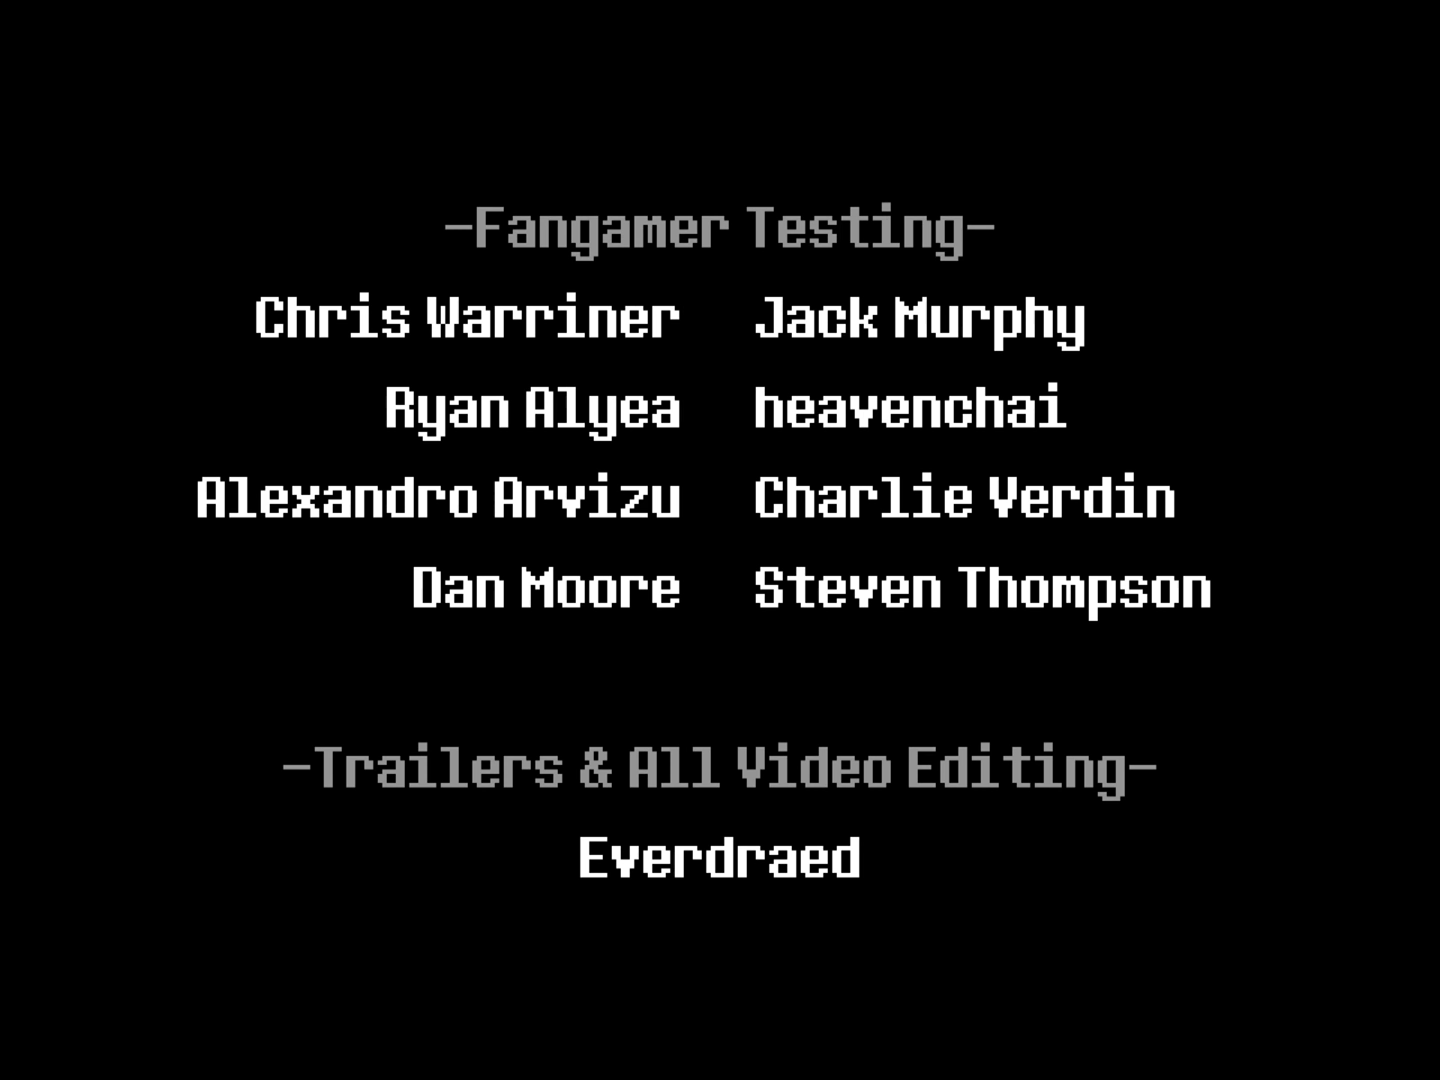 -Fangamer Testing-
Chris Warriner Jack Murphy
Ryan Alyea heavenchai
Alexandro Arvizu Charlie Verdin
Dan Moore Steven Thompson
-Trailers & All Video Editing-
Everdraed